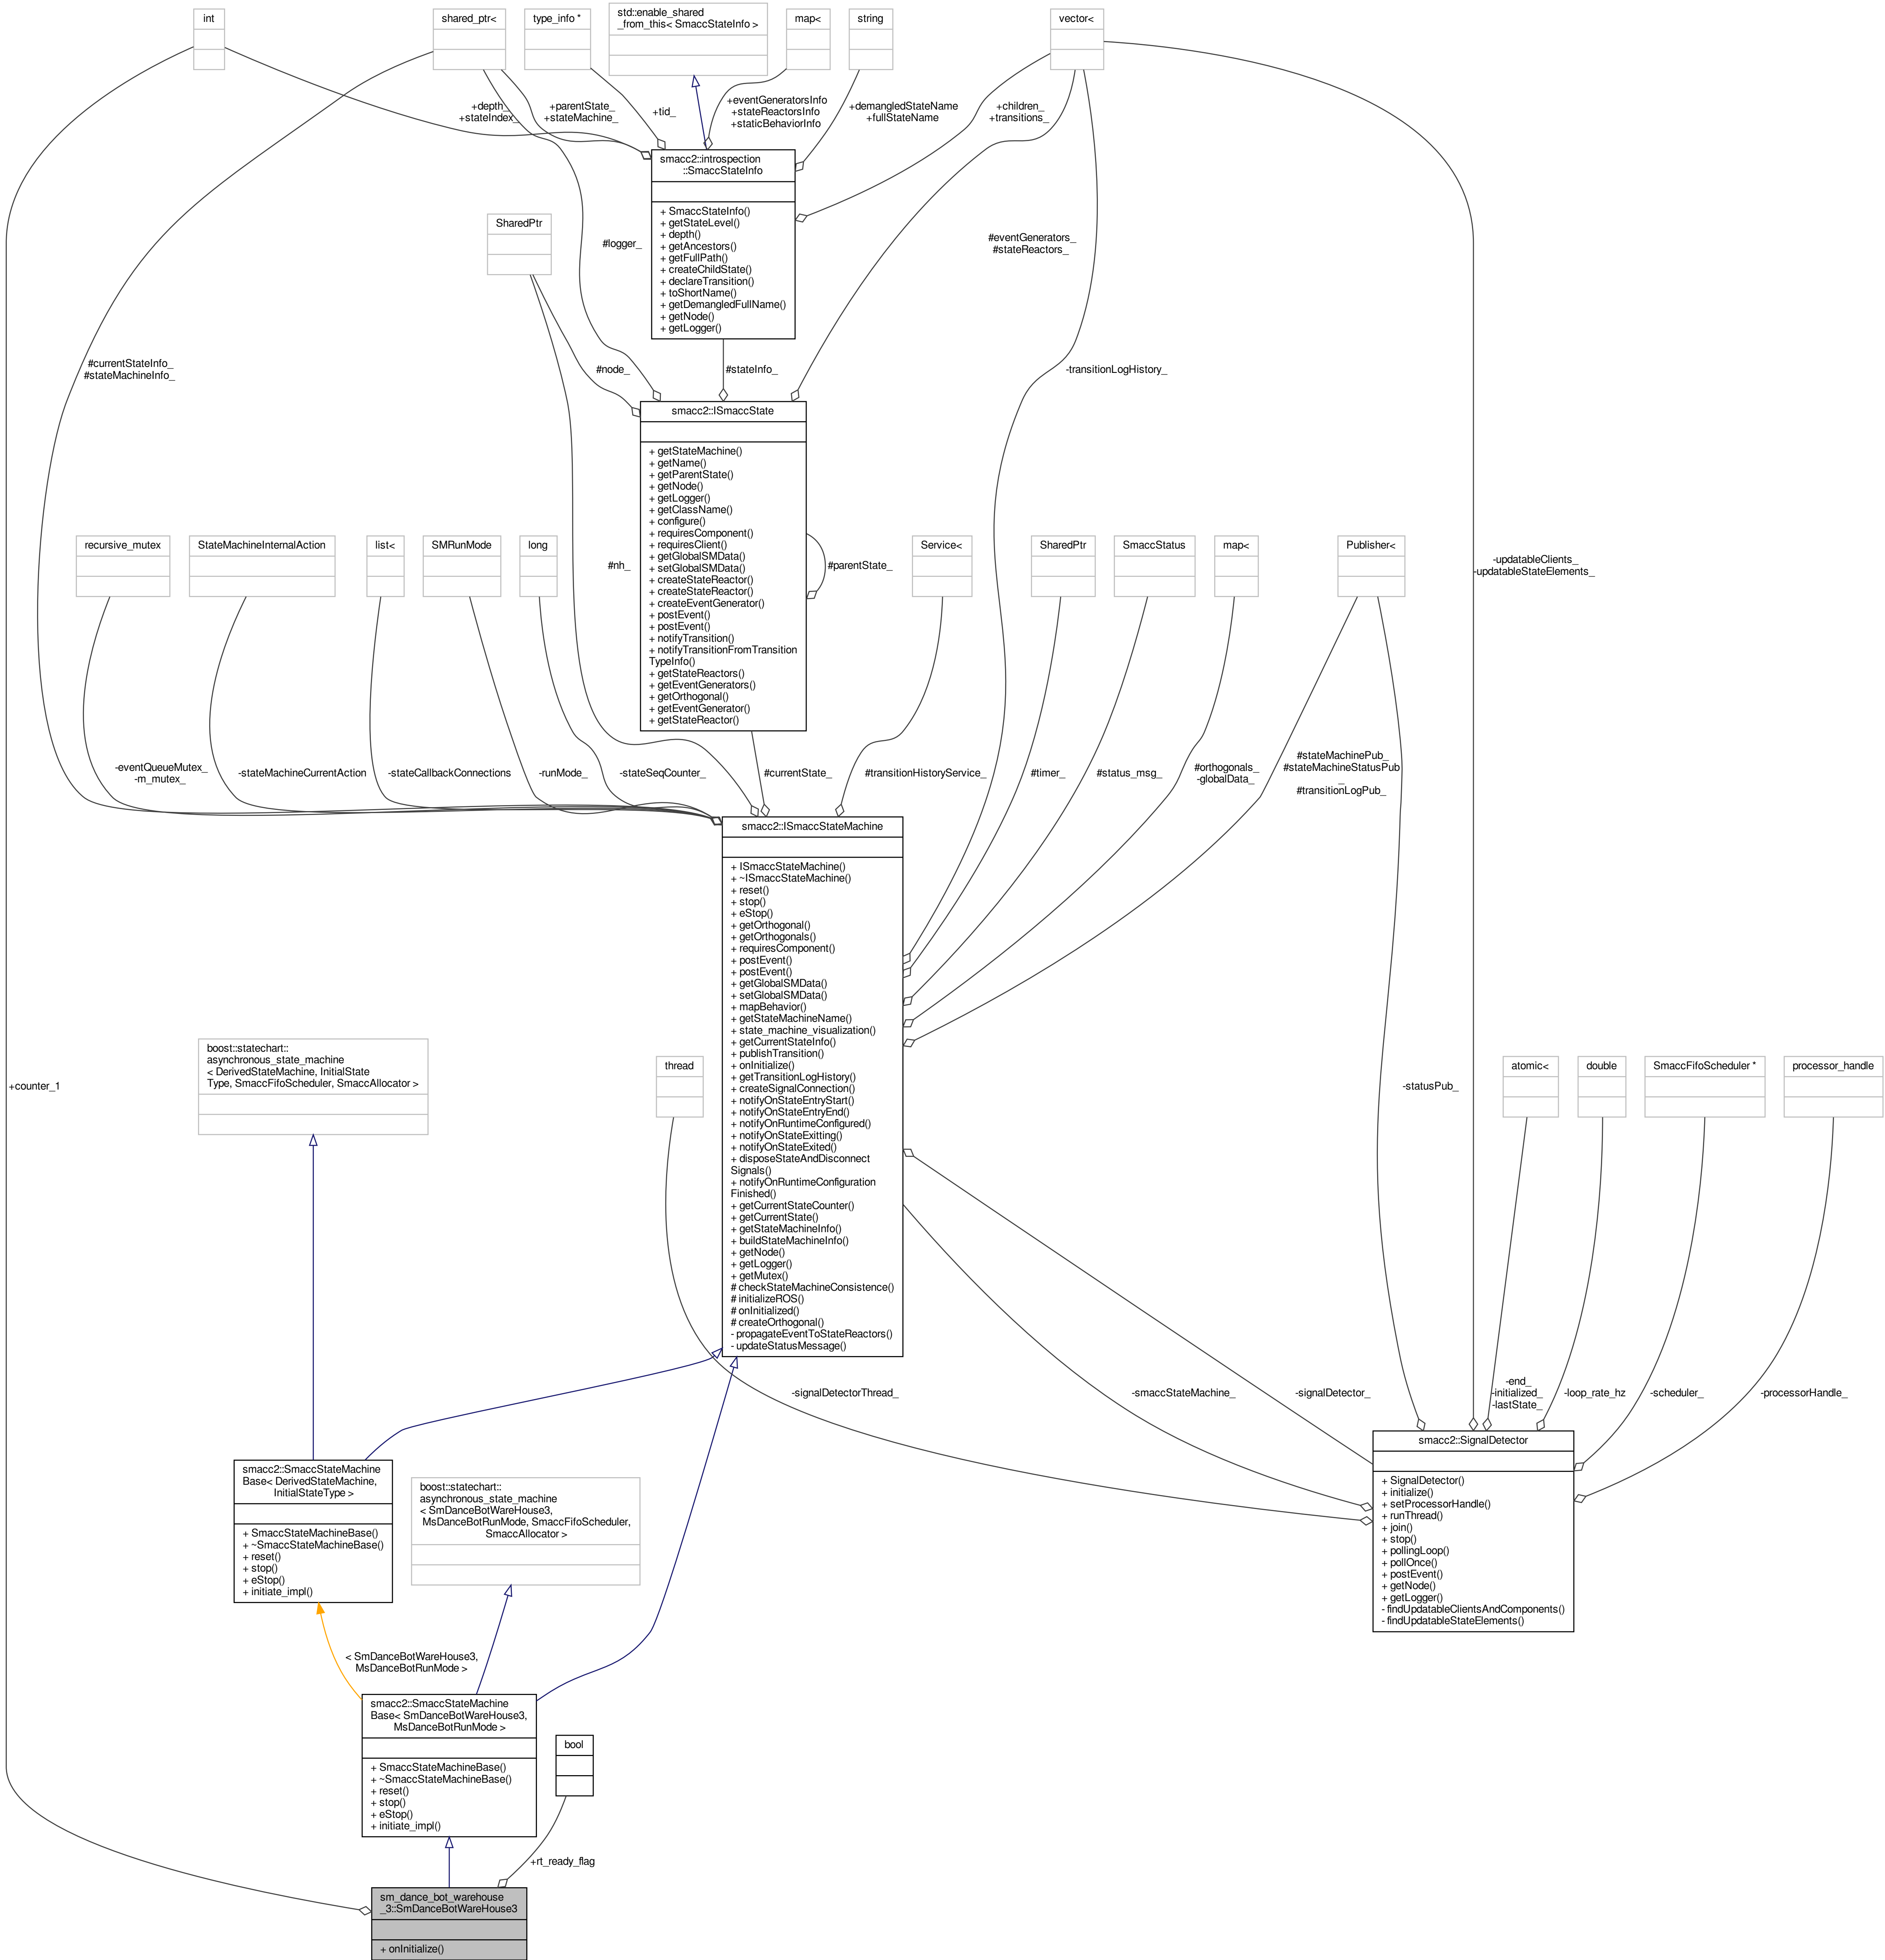 int
shared_ptr<
type_info *
std::enable_shared
_from_this< SmaccStateInfo >
map<
string
vector<
+depth_
+stateIndex_
+parentState_
+stateMachine_
+tid_
+eventGeneratorsInfo
+stateReactorsInfo
+staticBehaviorInfo
+demangledStateName
+fullStateName
+children_
+transitions_
smacc2::introspection
::SmaccStateInfo
+ SmaccStateInfo()
+ getStateLevel()
+ depth()
+ getAncestors()
+ getFullPath()
+ createChildState()
+ declareTransition()
+ toShortName()
+ getDemangledFullName()
+ getNode()
+ getLogger()
SharedPtr
#logger_
#eventGenerators_
#stateReactors_
#currentStateInfo_
#stateMachineInfo_
#node_
#stateInfo_
-transitionLogHistory_
smacc2::ISmaccState
+ getStateMachine()
+ getName()
+ getParentState()
+ getNode()
+ getLogger()
+ getClassName()
+ configure()
+ requiresComponent()
+ requiresClient()
+ getGlobalSMData()
+ setGlobalSMData()
+ createStateReactor()
+ createStateReactor()
+ createEventGenerator()
+ postEvent()
+ postEvent()
+ notifyTransition()
+ notifyTransitionFromTransition
TypeInfo()
+ getStateReactors()
+ getEventGenerators()
+ getOrthogonal()
+ getEventGenerator()
+ getStateReactor()
recursive_mutex
StateMachineInternalAction
list<
SMRunMode
long
#nh_
#parentState_
Service<
SharedPtr
SmaccStatus
map<
Publisher<
-updatableClients_
-updatableStateElements_
-eventQueueMutex_
-m_mutex_
-stateMachineCurrentAction
-stateCallbackConnections
-runMode_
-stateSeqCounter_
#currentState_
#transitionHistoryService_
#timer_
#status_msg_
#orthogonals_
-globalData_
#stateMachinePub_
#stateMachineStatusPub
_
#transitionLogPub_
smacc2::ISmaccStateMachine
+ ISmaccStateMachine()
+ ~ISmaccStateMachine()
+ reset()
+ stop()
+ eStop()
+ getOrthogonal()
+ getOrthogonals()
+ requiresComponent()
+ postEvent()
+ postEvent()
+ getGlobalSMData()
+ setGlobalSMData()
+ mapBehavior()
+ getStateMachineName()
+ state_machine_visualization()
+ getCurrentStateInfo()
+ publishTransition()
+ onInitialize()
+ getTransitionLogHistory()
+ createSignalConnection()
+ notifyOnStateEntryStart()
+ notifyOnStateEntryEnd()
+ notifyOnRuntimeConfigured()
+ notifyOnStateExitting()
+ notifyOnStateExited()
+ disposeStateAndDisconnect
Signals()
+ notifyOnRuntimeConfiguration
Finished()
+ getCurrentStateCounter()
+ getCurrentState()
+ getStateMachineInfo()
+ buildStateMachineInfo()
+ getNode()
+ getLogger()
+ getMutex()
# checkStateMachineConsistence()
# initializeROS()
# onInitialized()
# createOrthogonal()
- propagateEventToStateReactors()
- updateStatusMessage()
+counter_1
boost::statechart::
asynchronous_state_machine
< DerivedStateMachine, InitialState
Type, SmaccFifoScheduler, SmaccAllocator >
thread
-statusPub_
atomic<
double
SmaccFifoScheduler *
processor_handle
-signalDetectorThread_
-smaccStateMachine_
-signalDetector_
-end_
-initialized_
-lastState_
-loop_rate_hz
-scheduler_
-processorHandle_
smacc2::SignalDetector
+ SignalDetector()
+ initialize()
+ setProcessorHandle()
+ runThread()
+ join()
+ stop()
+ pollingLoop()
+ pollOnce()
+ postEvent()
+ getNode()
+ getLogger()
- findUpdatableClientsAndComponents()
- findUpdatableStateElements()
smacc2::SmaccStateMachine
Base< DerivedStateMachine,
InitialStateType >
+ SmaccStateMachineBase()
+ ~SmaccStateMachineBase()
+ reset()
+ stop()
+ eStop()
+ initiate_impl()
boost::statechart::
asynchronous_state_machine
< SmDanceBotWareHouse3,
MsDanceBotRunMode, SmaccFifoScheduler,
SmaccAllocator >
< SmDanceBotWareHouse3,
MsDanceBotRunMode >
smacc2::SmaccStateMachine
Base< SmDanceBotWareHouse3,
MsDanceBotRunMode >
+ SmaccStateMachineBase()
+ ~SmaccStateMachineBase()
+ reset()
+ stop()
+ eStop()
+ initiate_impl()
bool
+rt_ready_flag
sm_dance_bot_warehouse
_3::SmDanceBotWareHouse3
+ onInitialize()